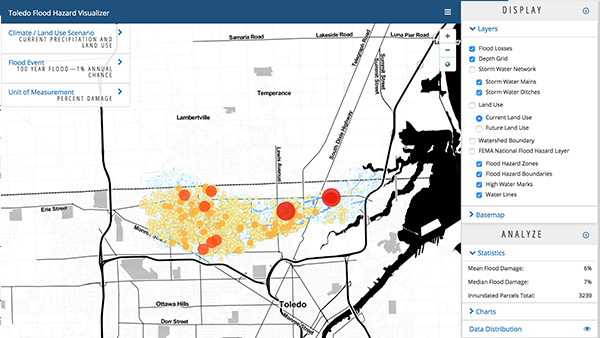 Toledo Flood Hazard Visualizer
Climate / Land Use Scenario
CURRENT PRECIPITATION AND
LAND USE
Flood Event
100 YEAR FLOOD—1% ANNUAL
CHANCE
Unit of Measurement
PERCENT DAMAGE
Samaria Road
Luna Pier Road
Telegraph Road
Summit Street
Summit Street
Temperance
Lambertville
Lewis Avenue
South Dixie Highway
Erie Street
Monro
Ottawa Hills
Toledo
Dorr Street
DISPLAY
Layers
Flood Losses
Depth Grid
Storm Water Network
Storm Water Mains
Storm Water Ditches
Land Use
Current Land Use
Future Land Use
Watershed Boundary
FEMA National Flood Hazard Layer
Flood Hazard Zones
Flood Hazard Boundaries
High Water Marks
Water Lines
Basemap
ANALYZE
Statistics
Mean Flood Damage: 6%
Median Flood Damage: 7%
Innundated Parcels Total: 3239
Charts
Data Distribution